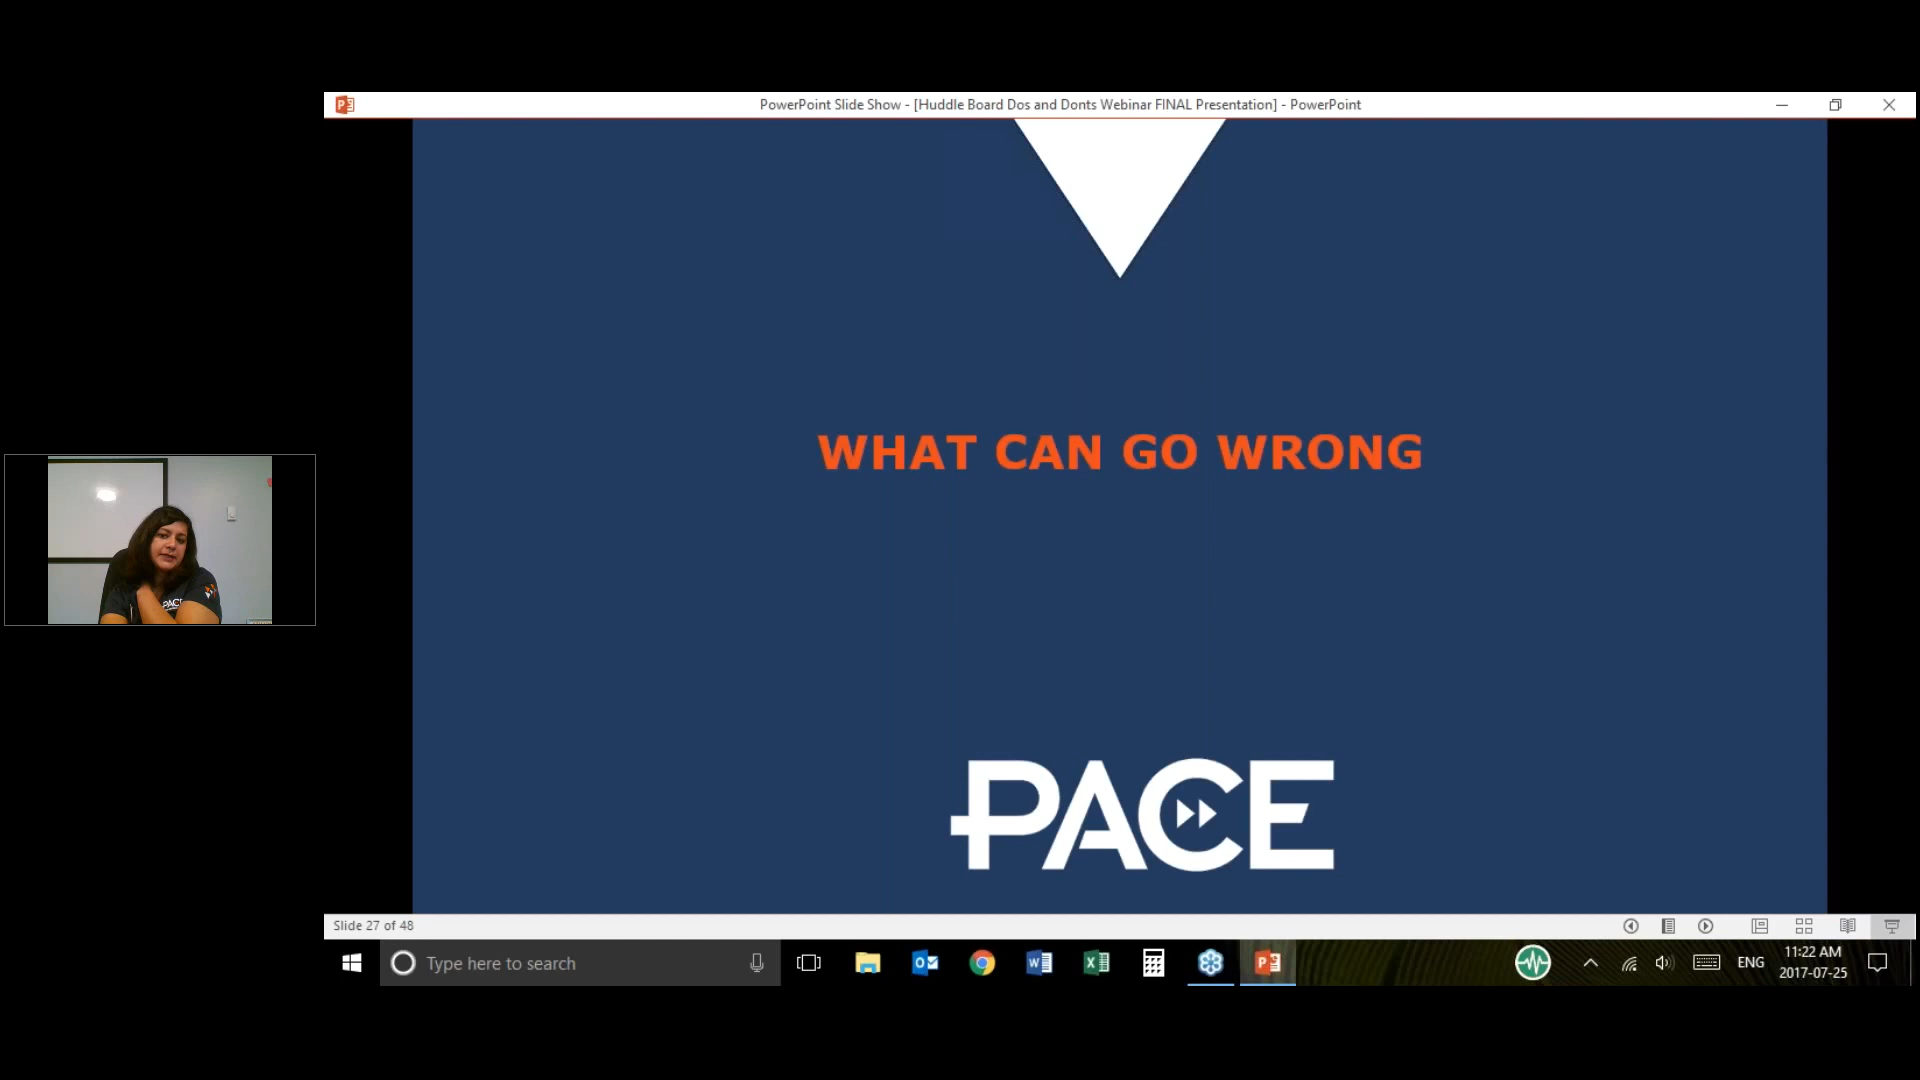 PowerPoint Slide Show - [Huddle Board Dos and Donts Webinar FINAL Presentation] - PowerPoint
WHAT CAN GO WRONG
PACE
PACE
Slide 27 of 48
Type here to search
ENG
11:22 AM
2017-07-25